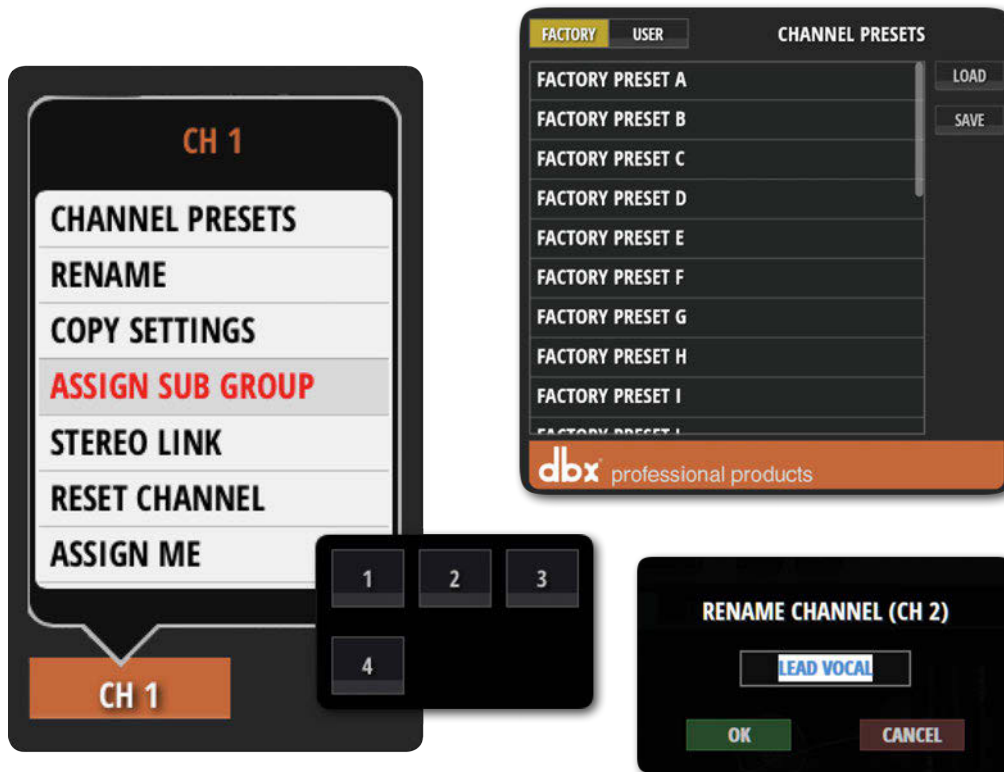 CH 1
CHANNEL PRESETS
RENAME
COPY SETTINGS
ASSIGN SUB GROUP
STEREO LINK
RESET CHANNEL
ASSIGN ME
CH 1
1 2 3
4
FACTORY USER CHANNEL PRESETS
FACTORY PRESET A
FACTORY PRESET B
FACTORY PRESET C
FACTORY PRESET D
FACTORY PRESET E
FACTORY PRESET F
FACTORY PRESET G
FACTORY PRESET H
FACTORY PRESET I
FACTORY PRESET
LOAD
SAVE
dbx professional products
RENAME CHANNEL (CH 2)
LEAD VOCAL
OK CANCEL